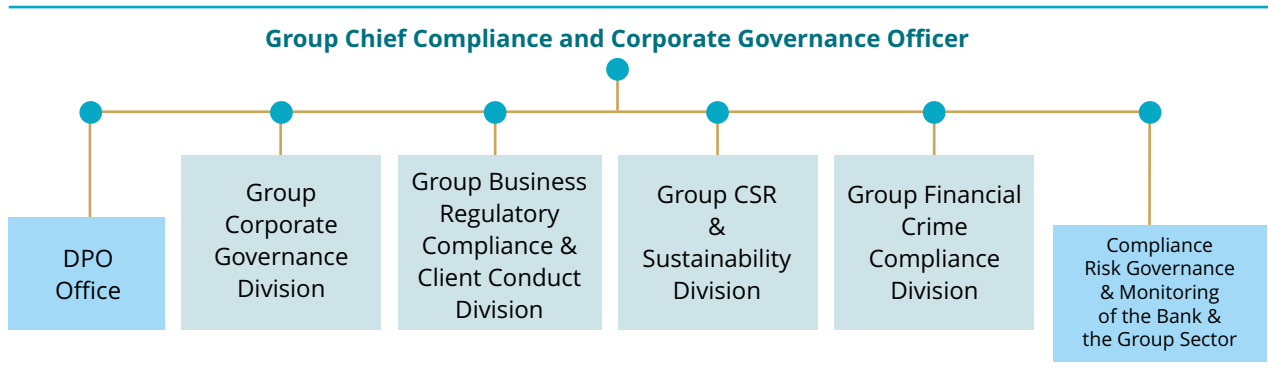 Group Chief Compliance and Corporate Governance Officer
DPO
Office
Group
Corporate
Governance
Division
Group Business
Regulatory
Compliance &
Client Conduct
Division
Group CSR
&
Sustainability
Division
Group Financial
Crime
Compliance
Division
Compliance
Risk Governance
& Monitoring
of the Bank &
the Group Sector